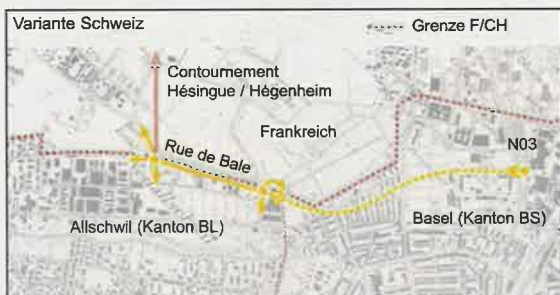 Variante Schweiz
Grenze F/CH
Contournement
Hésingue / Hégenheim
Frankreich
N03
Rue de Bale
Allschwil (Kanton BL)
Basel (Kanton BS)